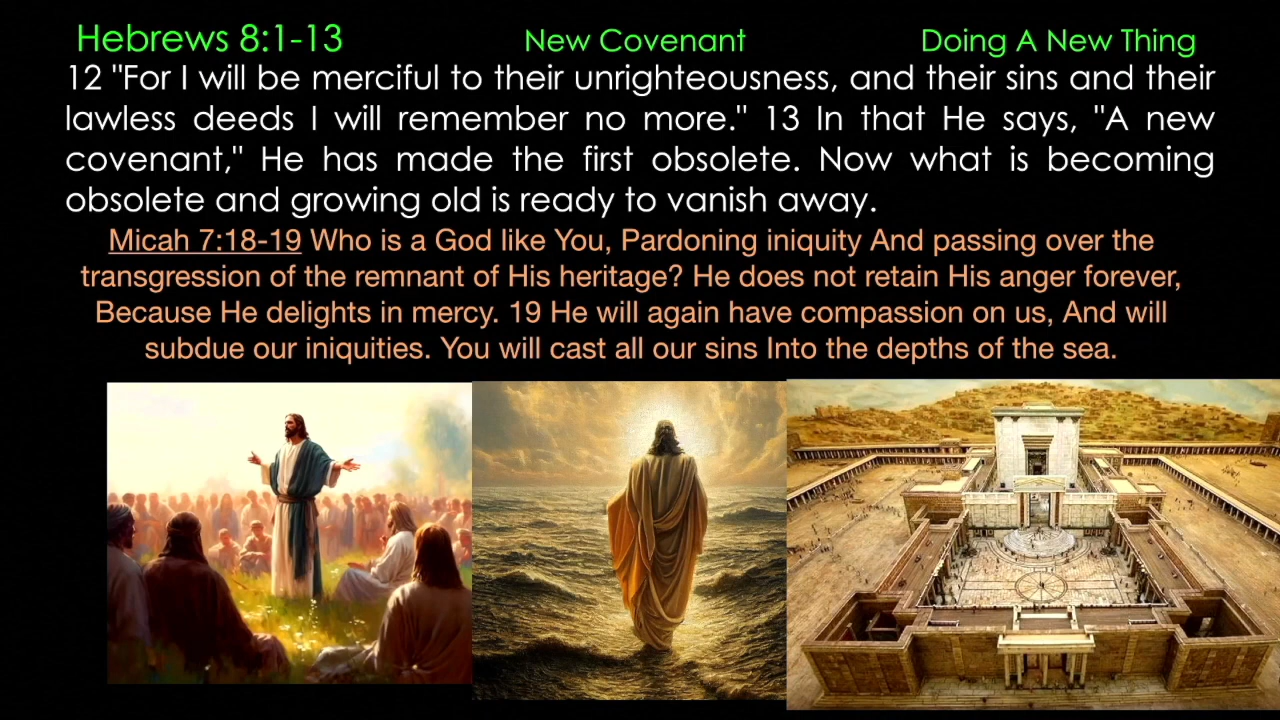 Hebrews 8:1-13 New Covenant Doing A New Thing
12 "For I will be merciful to their unrighteousness, and their sins and their
lawless deeds I will remember no more." 13 In that He says, "A new
covenant," He has made the first obsolete. Now what is becoming
obsolete and growing old is ready to vanish away.
Micah 7:18-19 Who is a God like You, Pardoning iniquity And passing over the
transgression of the remnant of His heritage? He does not retain His anger forever,
Because He delights in mercy. 19 He will again have compassion on us, And will
subdue our iniquities. You will cast all our sins Into the depths of the sea.